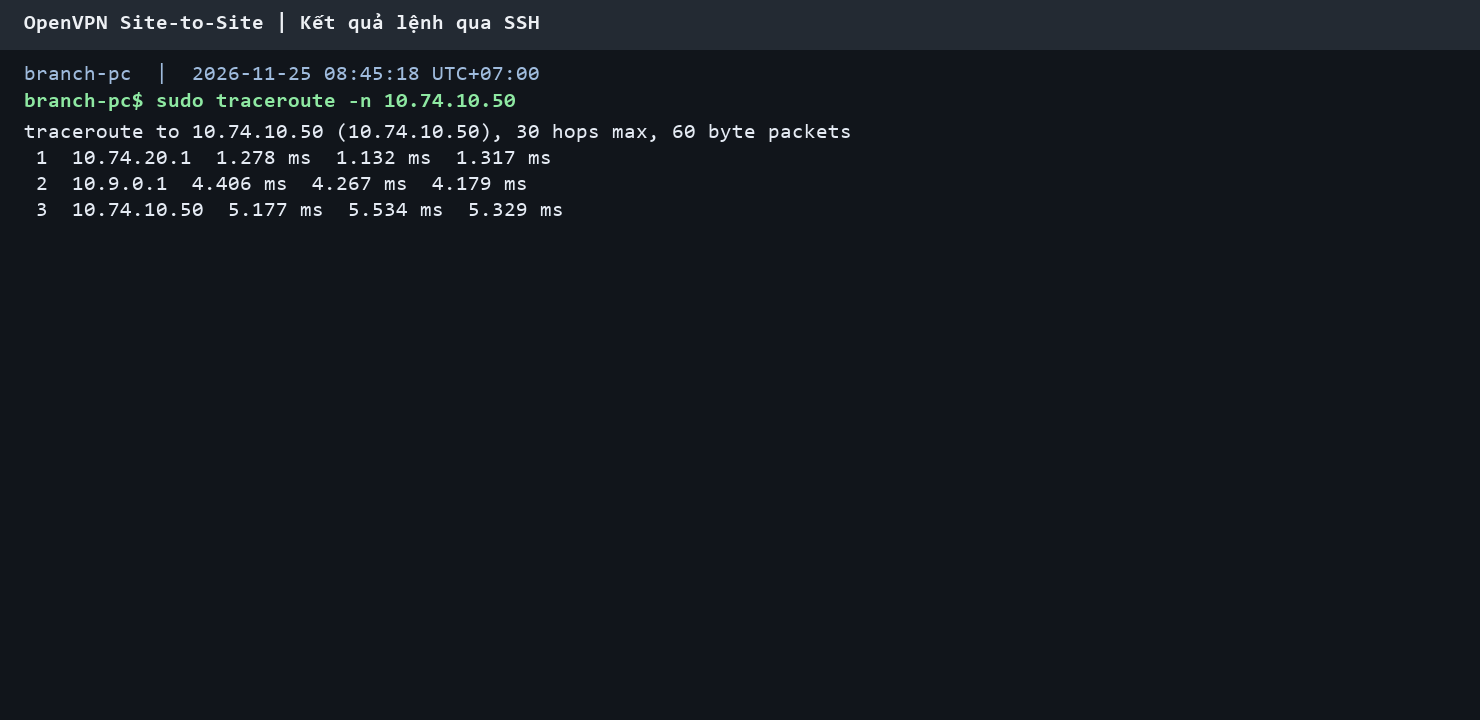 OpenVPN Site-to-Site | Kết quả lệnh qua SSH
branch-pc  |  2026-11-25 08:45:18 UTC+07:00
branch-pc$ sudo traceroute -n 10.74.10.50
traceroute to 10.74.10.50 (10.74.10.50), 30 hops max, 60 byte packets
 1  10.74.20.1  1.278 ms  1.132 ms  1.317 ms
 2  10.9.0.1  4.406 ms  4.267 ms  4.179 ms
 3  10.74.10.50  5.177 ms  5.534 ms  5.329 ms